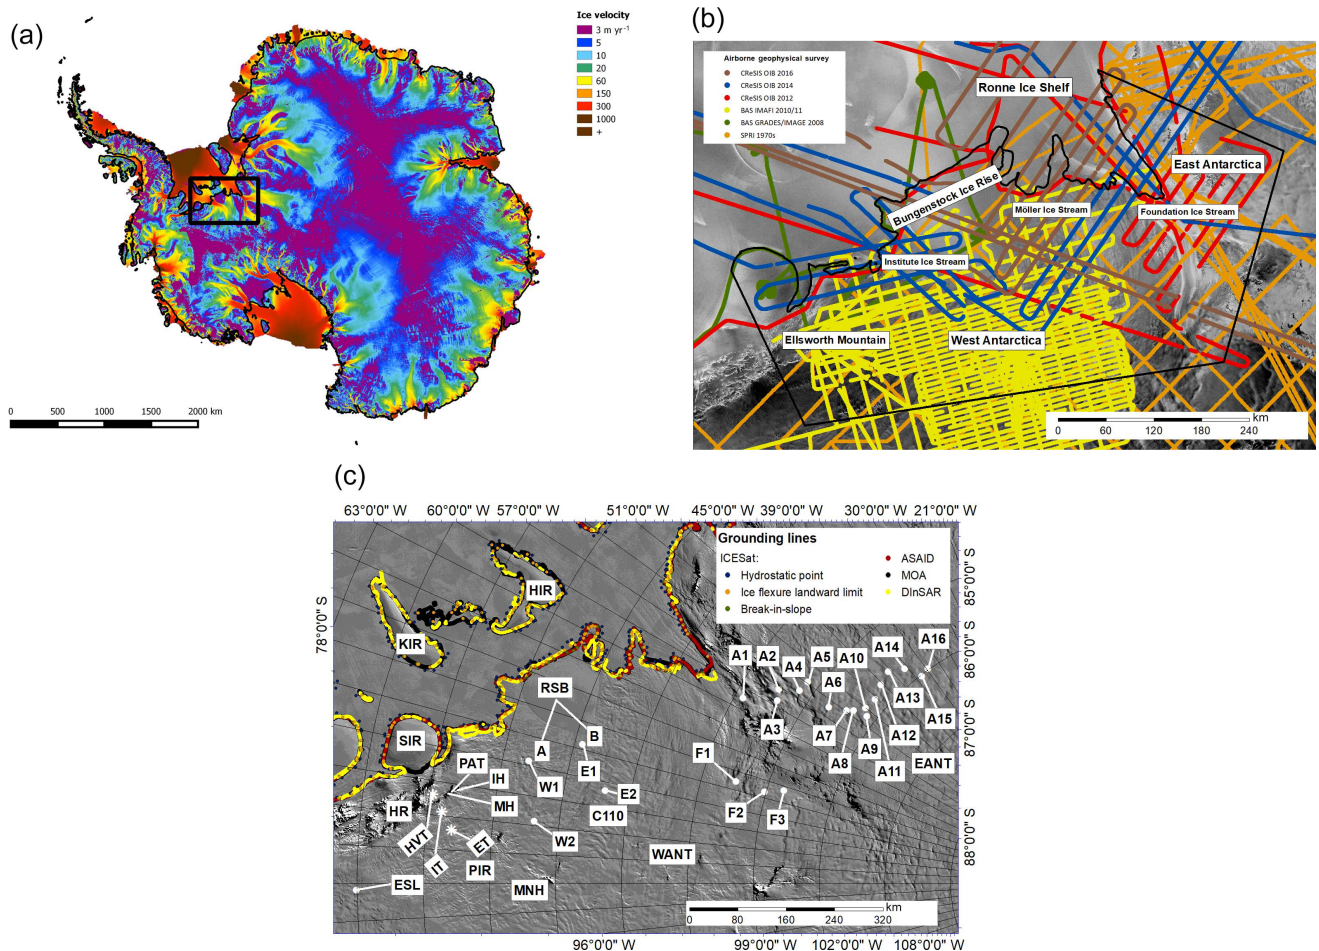 (a)
Ice velocity
3 m yr⁻¹
5
10
20
60
150
300
1000
+
0 500 1000 1500 2000 km
(b)
Airborne geophysical survey
CReSIS OIB 2016
CReSIS OIB 2014
CReSIS OIB 2012
BAS IMAFI 2010/11
BAS GRADES/IMAGE 2008
SPRI 1970s
Ronne Ice Shelf
East Antarctica
Bungenstock Ice Rise
Möller Ice Stream
Foundation Ice Stream
Institute Ice Stream
Ellsworth Mountain
West Antarctica
km
0 60 120 180 240
(c)
63°0'0" W 60°0'0" W 57°0'0" W 51°0'0" W 45°0'0" W 39°0'0" W 30°0'0" W 21°0'0" W
Grounding lines
ICESat:
Hydrostatic point
Ice flexure landward limit
Break-in-slope
ASAID
MOA
DInSAR
78°0'0" S
85°0'0" S
86°0'0" S
87°0'0" S
88°0'0" S
HIR
KIR
SIR
RSB
A
B
E1
W1
E2
C110
W2
PAT
IH
MH
HR
HVT
IT
ET
PIR
ESL
MNH
WANT
F1
F2
F3
A1
A2
A3
A4
A5
A6
A7
A8
A9
A10
A11
A12
A13
A14
A15
A16
EANT
km
0 80 160 240 320
96°0'0" W 99°0'0" W 102°0'0" W 108°0'0" W